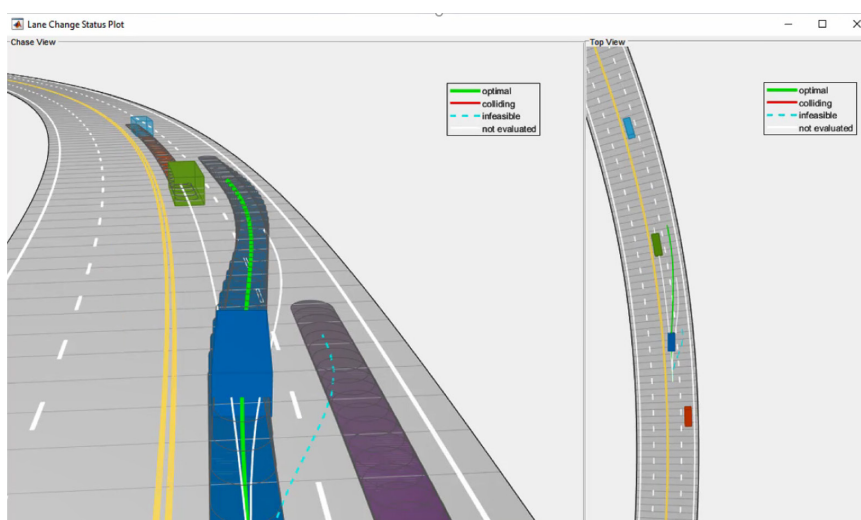 Lane Change Status Plot
Chase View
optimal
colliding
infeasible
not evaluated
Top View
optimal
colliding
infeasible
not evaluated